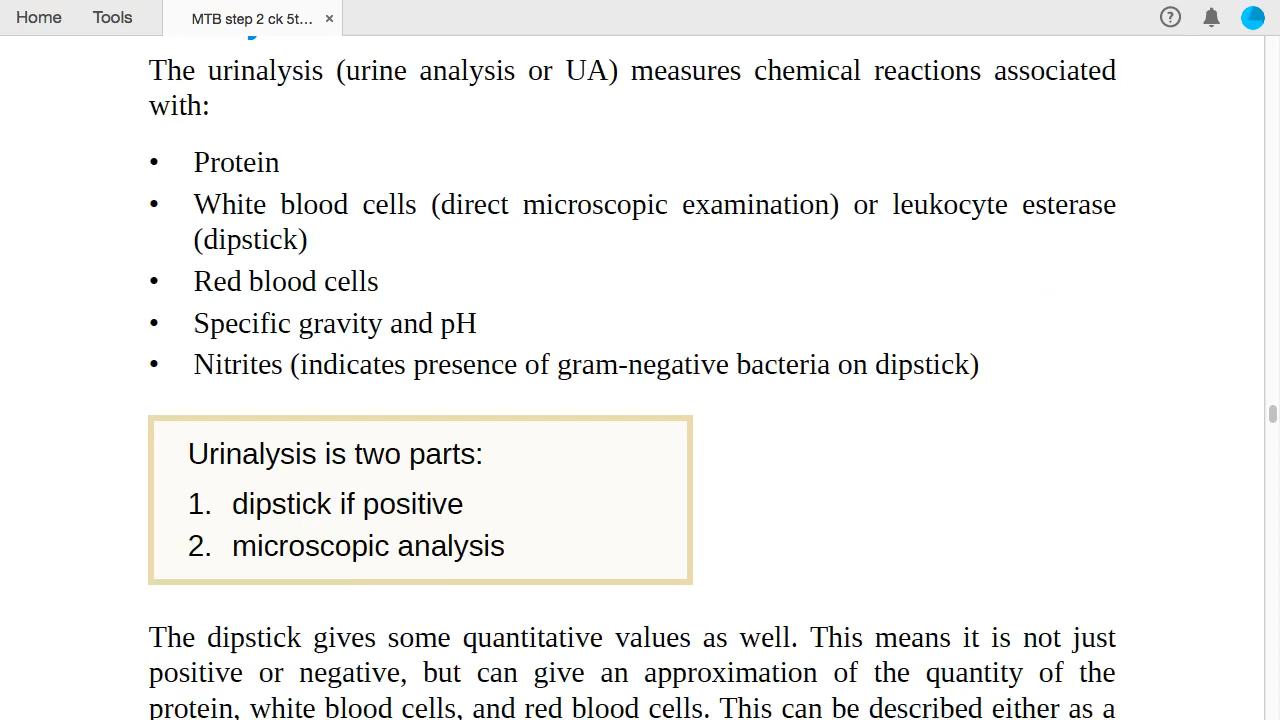 Home Tools MTB step 2 ck 5t... ×
The urinalysis (urine analysis or UA) measures chemical reactions associated
with:
• Protein
• White blood cells (direct microscopic examination) or leukocyte esterase
(dipstick)
• Red blood cells
• Specific gravity and pH
• Nitrites (indicates presence of gram-negative bacteria on dipstick)
Urinalysis is two parts:
1. dipstick if positive
2. microscopic analysis
The dipstick gives some quantitative values as well. This means it is not just
positive or negative, but can give an approximation of the quantity of the
protein, white blood cells, and red blood cells. This can be described either as a